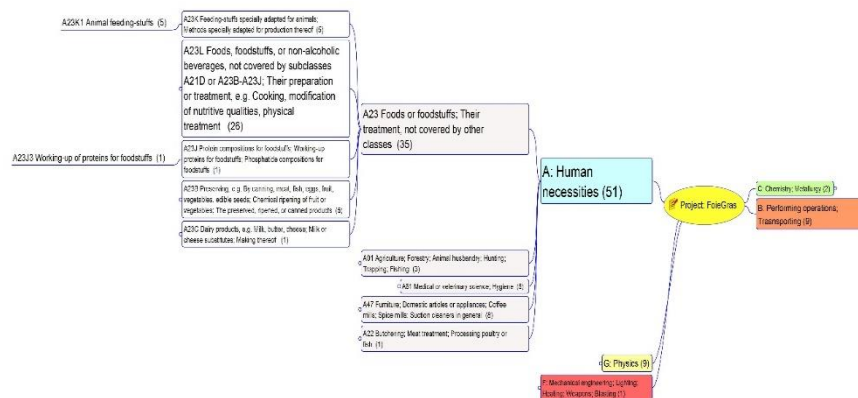 A23K1 Animal feeding-stuffs (5)
A23K Feeding-stuffs specially adapted for animals;
Methods specially adapted for production thereof (5)
A23L Foods, foodstuffs, or non-alcoholic
beverages, not covered by subclasses
A21D or A23B-A23J; Their preparation
or treatment, e.g. Cooking, modification
of nutritive qualities, physical
treatment (26)
A23J3 Working-up of proteins for foodstuffs (1)
A23J Protein compositions for foodstuffs; Working-up
proteins for foodstuffs; Phosphatide compositions for
foodstuffs (1)
A23B Preserving, e.g. By canning, meat, fish, eggs, fruit,
vegetables, edible seeds; Chemical ripening of fruit or
vegetables; The preserved, ripened, or canned products
A23C Dairy products, e.g. Milk, butter, cheese; Milk or
cheese substitutes; Making thereof (1)
A23 Foods or foodstuffs; Their
treatment, not covered by other
classes (35)
A01 Agriculture; Forestry; Animal husbandry; Hunting;
Trapping; Fishing (3)
A61 Medical or veterinary science; Hygiene
A47 Furniture; Domestic articles or appliances; Coffee
mills; Spice mills; Suction cleaners in general (8)
A22 Butchering; Meat treatment; Processing poultry or
fish (1)
A: Human
necessities (51)
Project: FoieGras
C: Chemistry; Metallurgy (2)
B: Performing operations;
Transporting (9)
G: Physics (9)
F: Mechanical engineering; Lighting;
Heating; Weapons; Blasting (1)